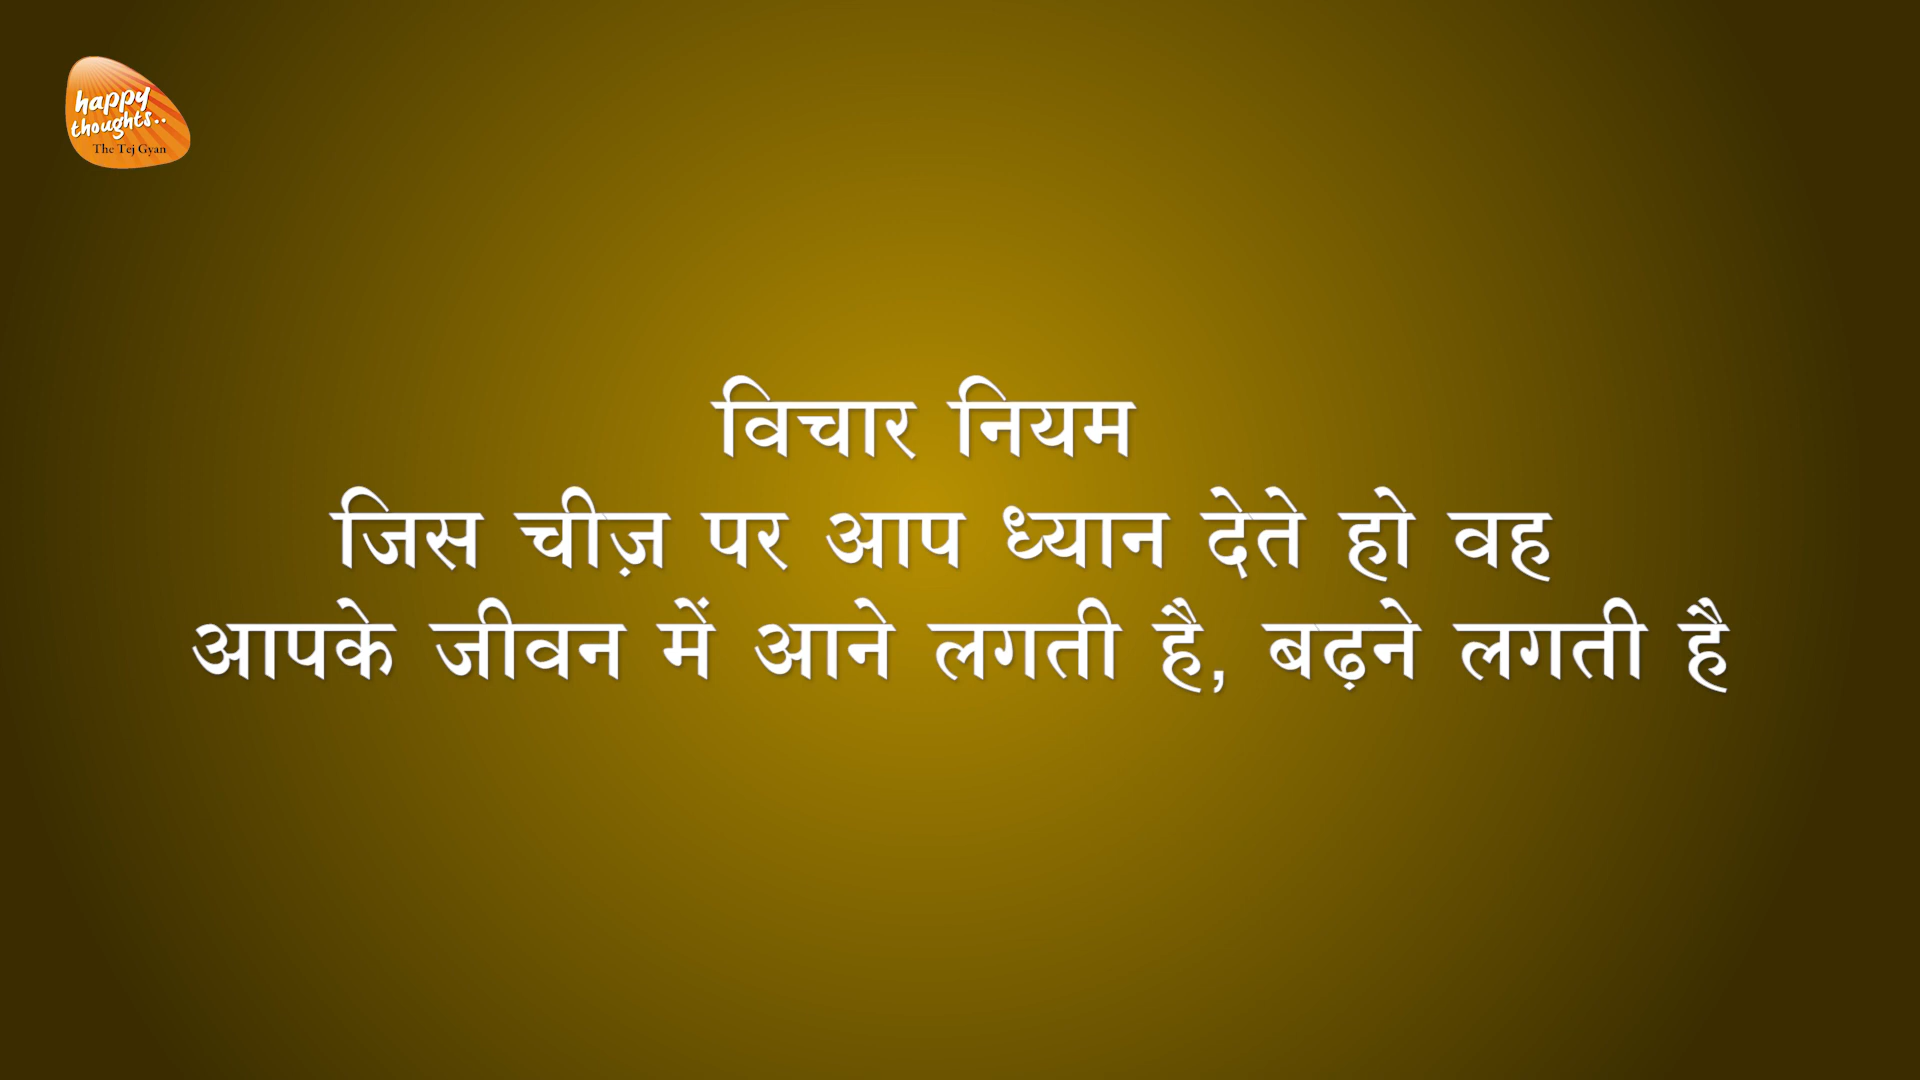 happy
thoughts..
The Tej Gyan
विचार नियम
जिस चीज़ पर आप ध्यान देते हो वह
आपके जीवन में आने लगती है, बढ़ने लगती है